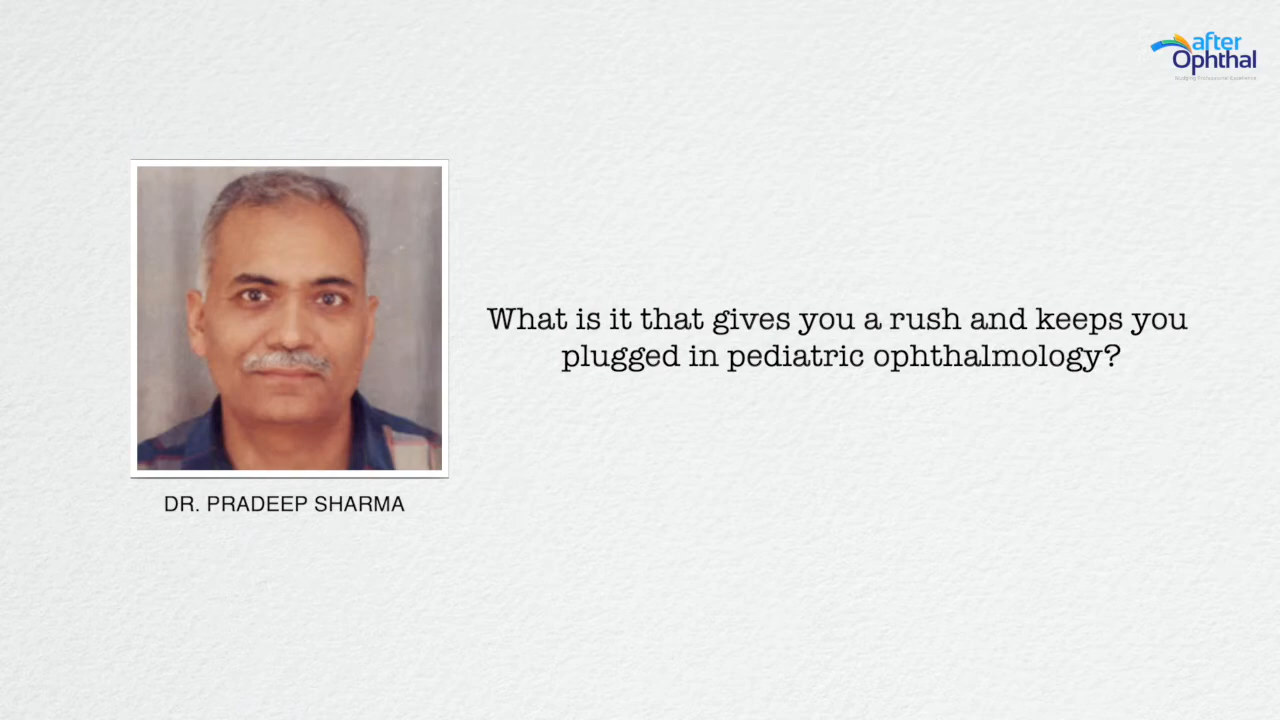 after
Ophthal
What is it that gives you a rush and keeps you
plugged in pediatric ophthalmology?
DR. PRADEEP SHARMA